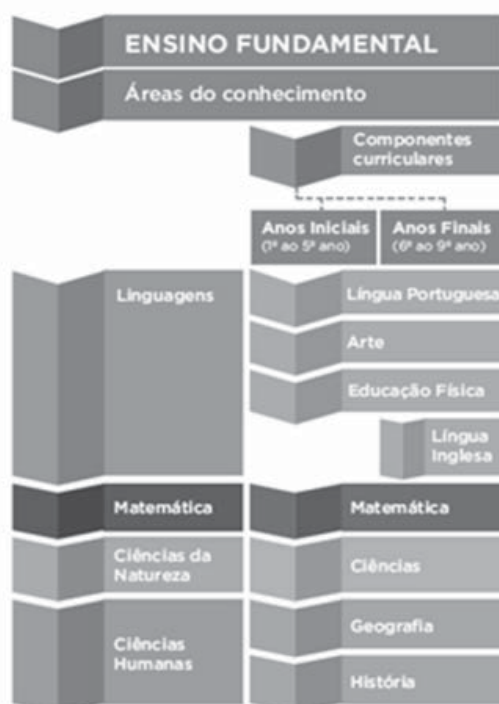 ENSINO FUNDAMENTAL
Áreas do conhecimento
Componentes
curriculares
Anos Iniciais
(1º ao 5º ano)
Anos Finais
(6º ao 9º ano)
Linguagens
Língua Portuguesa
Arte
Educação Física
Língua
Inglesa
Matemática
Matemática
Ciências da
Natureza
Ciências
Ciências
Humanas
Geografia
História